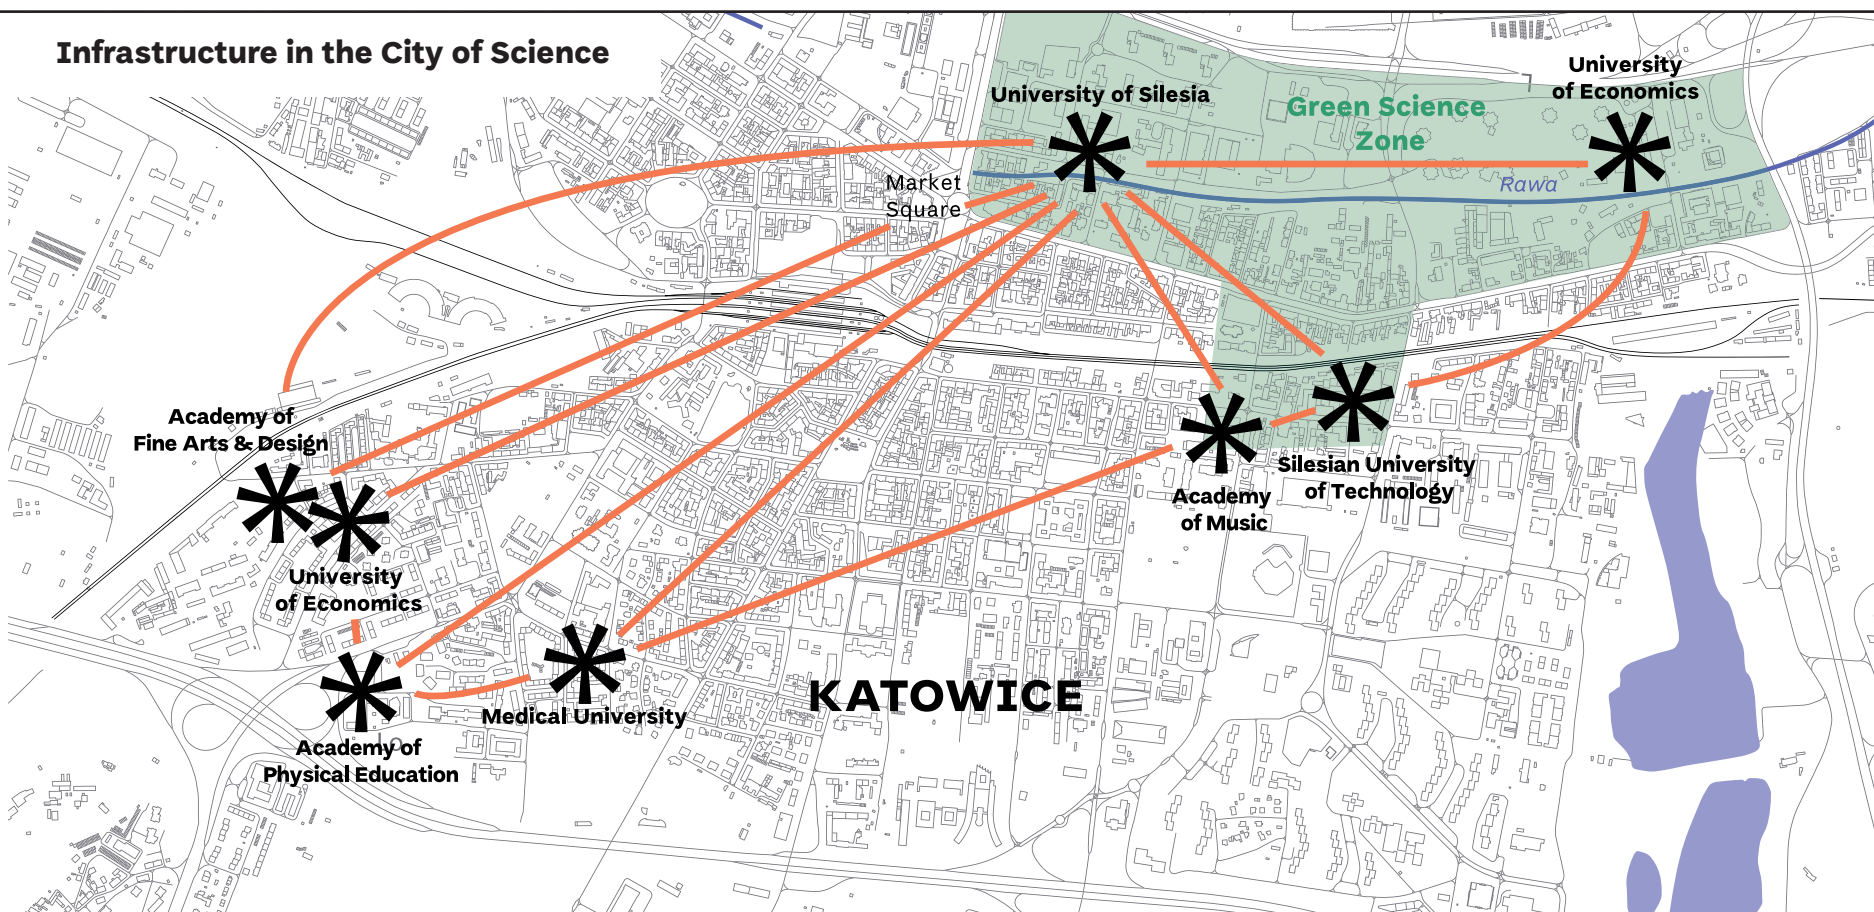 Infrastructure in the City of Science
University
of Economics
University of Silesia
Green Science
Zone
Market
Square
Rawa
Academy of
Fine Arts & Design
Silesian University
of Technology
Academy
of Music
University
of Economics
KATOWICE
Medical University
lo
Academy of
Physical Education